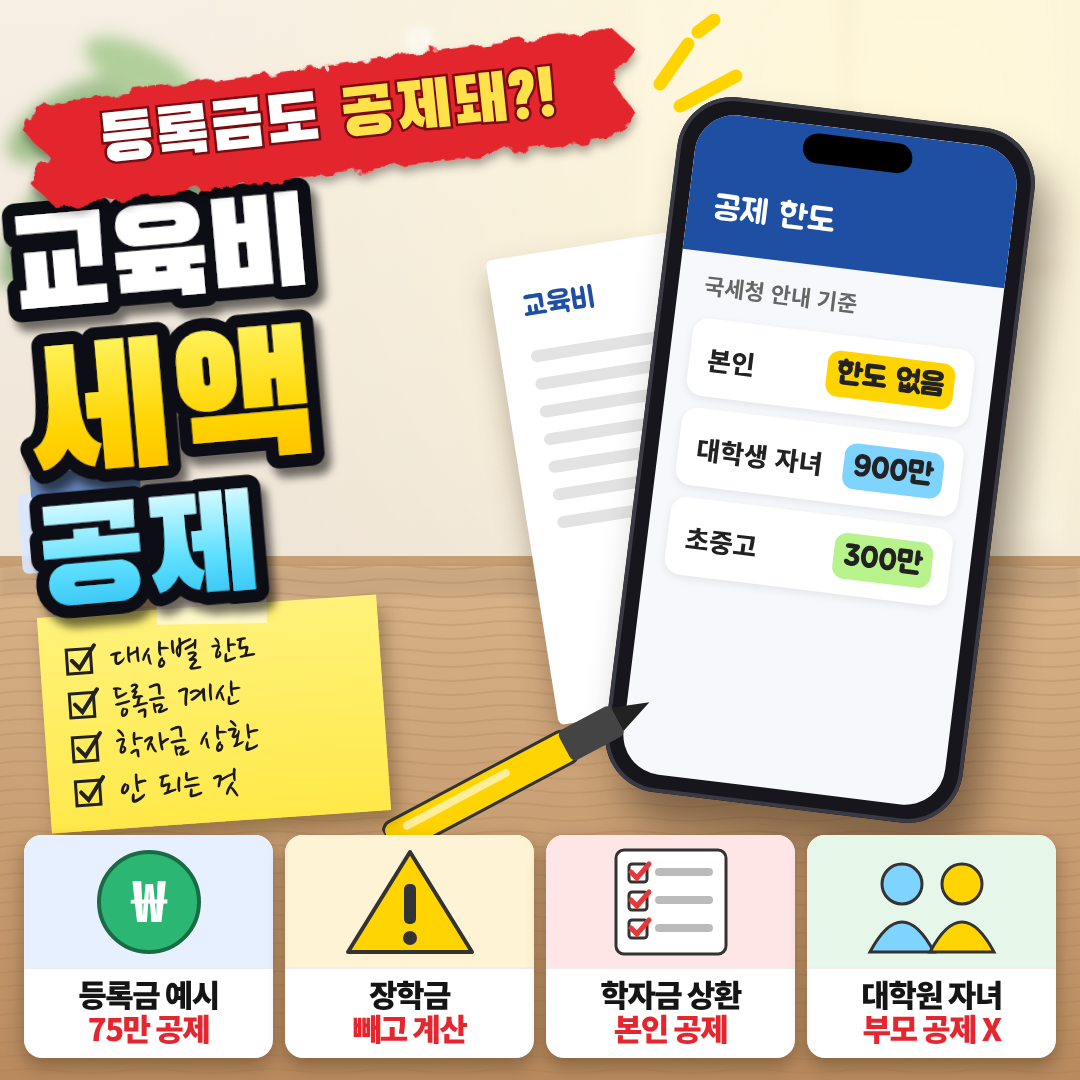 등록금도 공제돼?!
교육비
세액
공제
교육비
공제 한도
국세청 안내 기준
본인 한도 없음
대학생 자녀 900만
초중고 300만
대상별 한도
등록금 계산
학자금 상환
안 되는 것
₩
등록금 예시
75만 공제
장학금
빼고 계산
학자금 상환
본인 공제
대학원 자녀
부모 공제 X